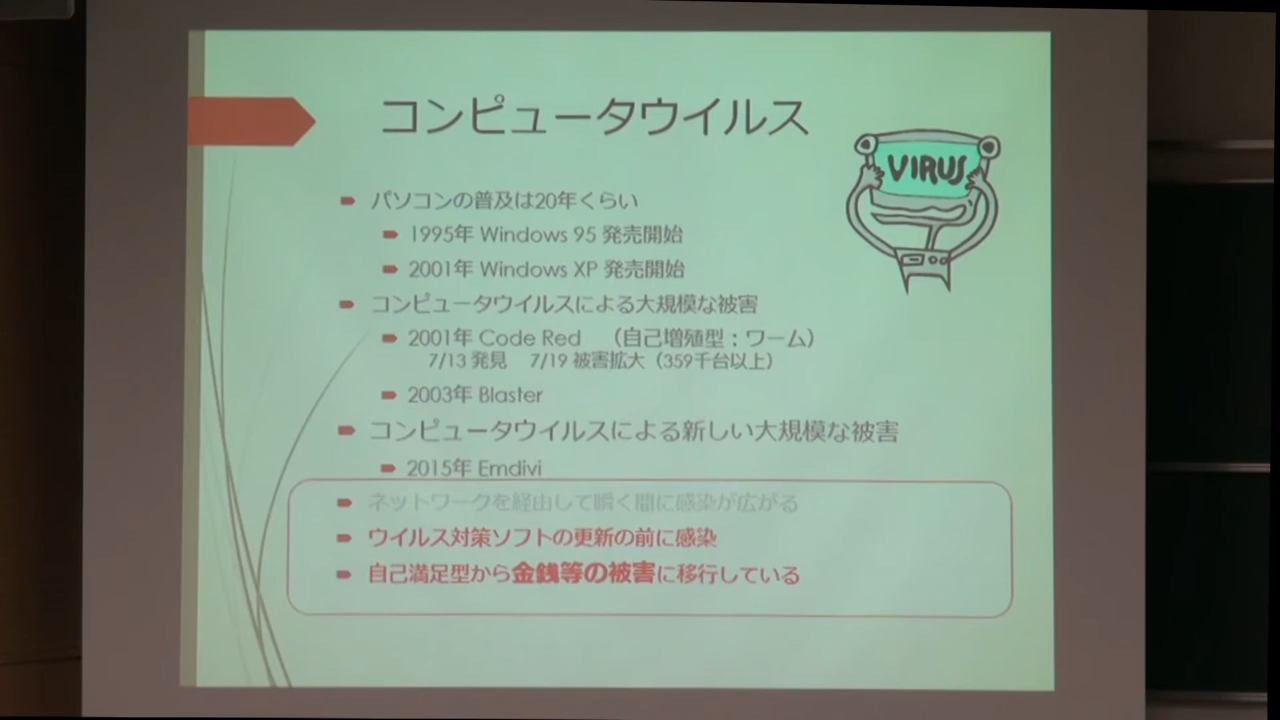 コンピュータウイルス
VIRUS
パソコンの普及は20年くらい
1995年 Windows 95 発売開始
2001年 Windows XP 発売開始
コンピュータウイルスによる大規模な被害
2001年 Code Red （自己増殖型：ワーム）
7/13 発見 7/19 被害拡大（359千台以上）
2003年 Blaster
コンピュータウイルスによる新しい大規模な被害
2015年 Emdivi
ネットワークを経由して瞬く間に感染が広がる
ウイルス対策ソフトの更新の前に感染
自己満足型から金銭等の被害に移行している